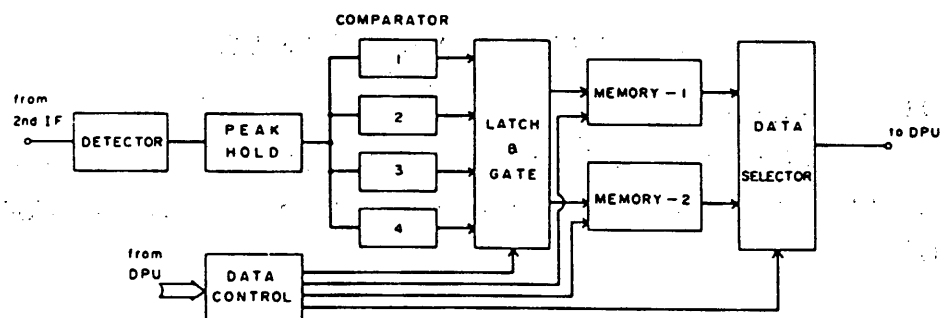 COMPARATOR
1
2
3
4
from
2nd IF
DETECTOR
PEAK
HOLD
LATCH
&
GATE
MEMORY-1
MEMORY-2
DATA
SELECTOR
to DPU
from
DPU
DATA
CONTROL